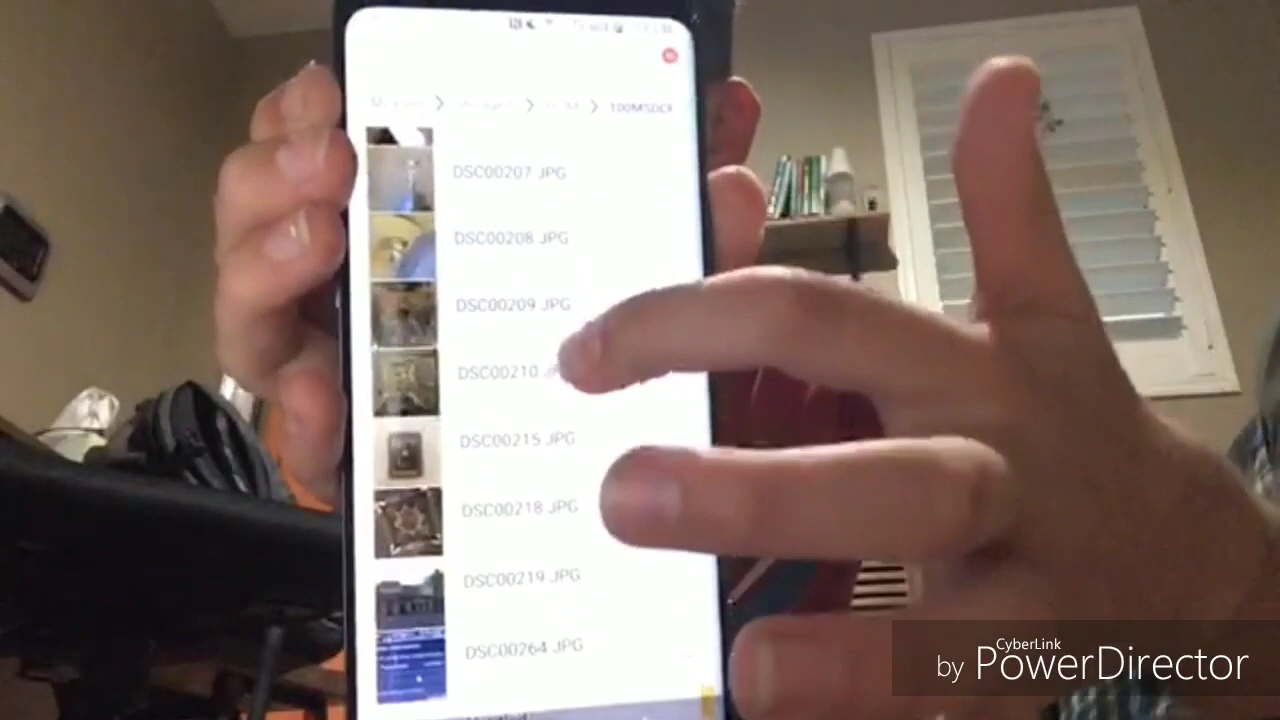 100MSDCF
DSC00207.JPG
DSC00208.JPG
DSC00209.JPG
DSC00210
DSC00215.JPG
DSC00218.JPG
DSC00219.JPG
DSC00264.JPG
CyberLink
by PowerDirector